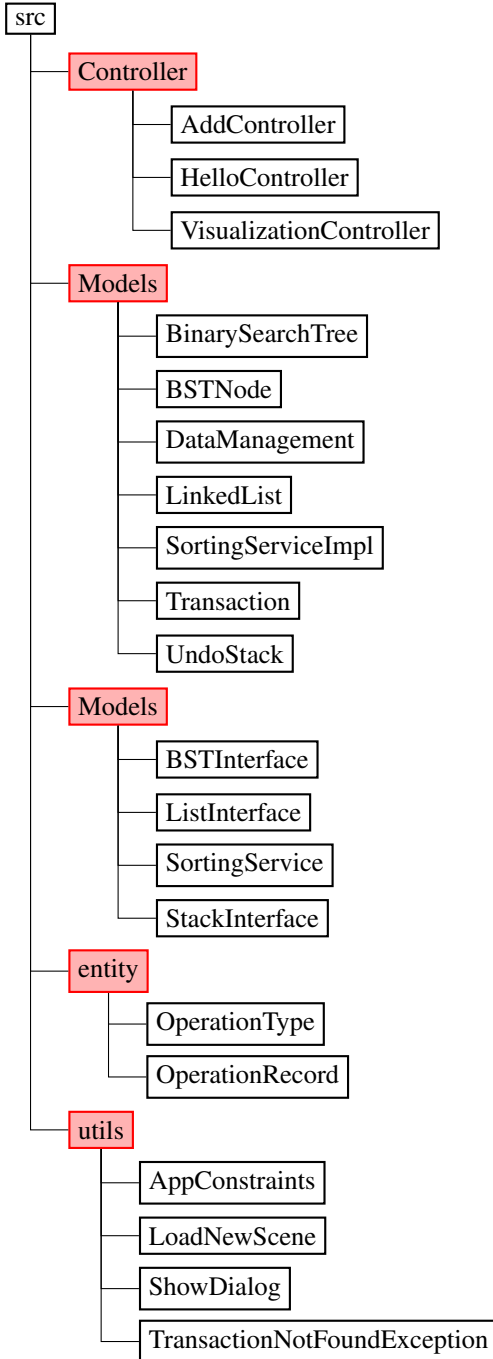 src
Controller
AddController
HelloController
VisualizationController
Models
BinarySearchTree
BSTNode
DataManagement
LinkedList
SortingServiceImpl
Transaction
UndoStack
Models
BSTInterface
ListInterface
SortingService
StackInterface
entity
OperationType
OperationRecord
utils
AppConstraints
LoadNewScene
ShowDialog
TransactionNotFoundException